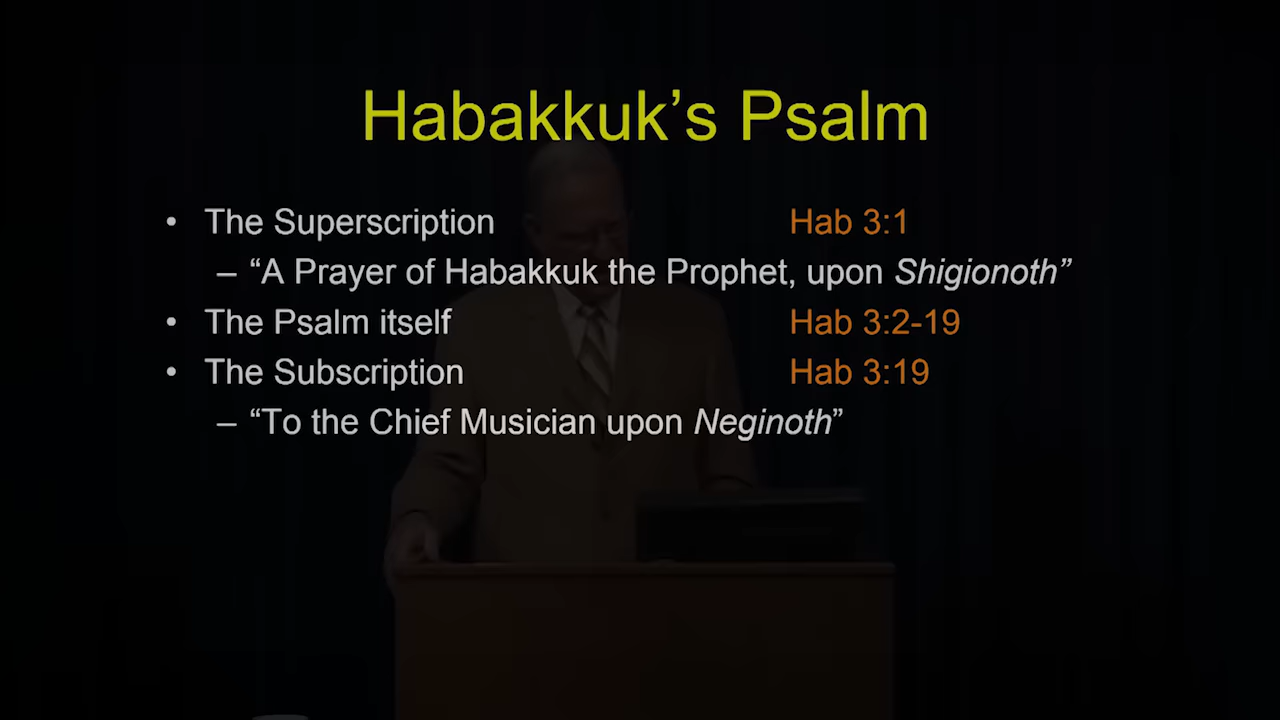 Habakkuk’s Psalm
• The Superscription Hab 3:1
– “A Prayer of Habakkuk the Prophet, upon Shigionoth”
• The Psalm itself Hab 3:2-19
• The Subscription Hab 3:19
– “To the Chief Musician upon Neginoth”